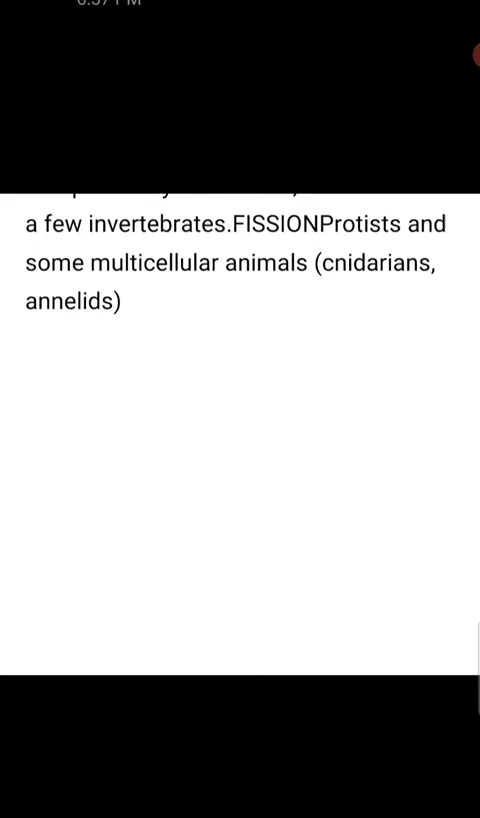 a few invertebrates.FISSIONProtists and
some multicellular animals (cnidarians,
annelids)